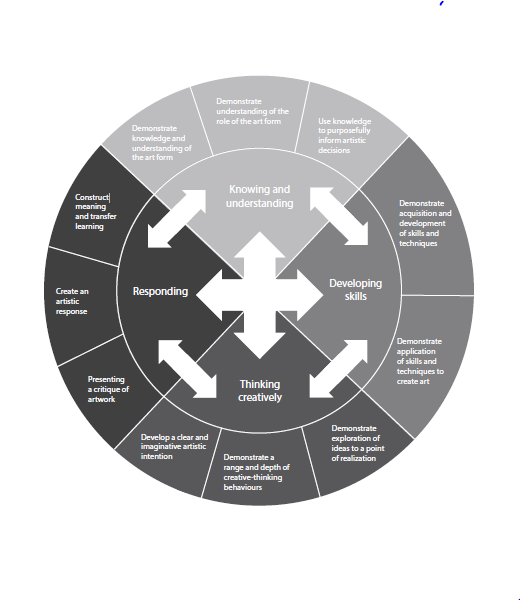 Demonstrate
understanding of the
role of the art form
Use knowledge
to purposefully
inform artistic
decisions
Demonstrate
knowledge and
understanding of
the art form
Knowing and
understanding
Construct
meaning
and transfer
learning
Demonstrate
acquisition and
development
of skills and
techniques
Create an
artistic
response
Responding
Developing
skills
Demonstrate
application
of skills and
techniques to
create art
Presenting
a critique of
artwork
Thinking
creatively
Develop a clear and
imaginative artistic
intention
Demonstrate a
range and depth of
creative-thinking
behaviours
Demonstrate
exploration of
ideas to a point
of realization